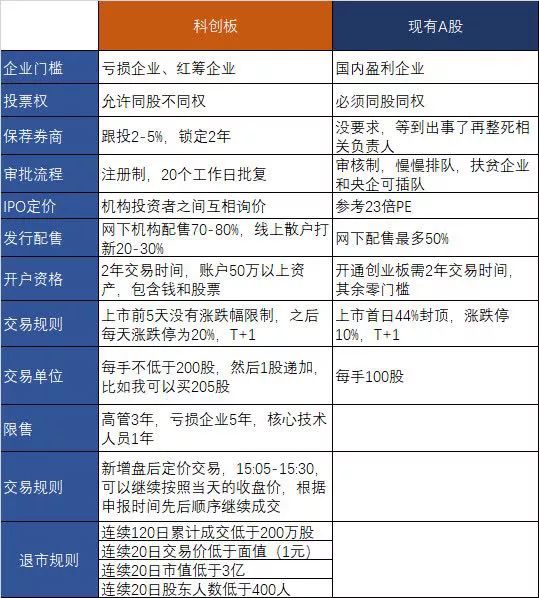 科创板
现有A股
企业门槛
亏损企业、红筹企业
国内盈利企业
投票权
允许同股不同权
必须同股同权
保荐券商
跟投2-5%，锁定2年
没要求，等到出事了再整死相
关负责人
审批流程
注册制，20个工作日批复
审核制，慢慢排队，扶贫企业
和央企可插队
IPO定价
机构投资者之间互相询价
参考23倍PE
发行配售
网下机构配售70-80%，线上散户打
新20-30%
网下配售最多50%
开户资格
2年交易时间，账户50万以上资
产，包含钱和股票
开通创业板需2年交易时间，
其余零门槛
交易规则
上市前5天没有涨跌幅限制，之后
每天涨跌停为20%，T+1
上市首日44%封顶，涨跌停
10%，T+1
交易单位
每手不低于200股，然后1股递加，
比如我可以买205股
每手100股
限售
高管3年，亏损企业5年，核心技术
人员1年
交易规则
新增盘后定价交易，15:05-15:30，
可以继续按照当天的收盘价，根据
申报时间先后顺序继续成交
退市规则
连续120日累计成交低于200万股
连续20日交易价低于面值（1元）
连续20日市值低于3亿
连续20日股东人数低于400人